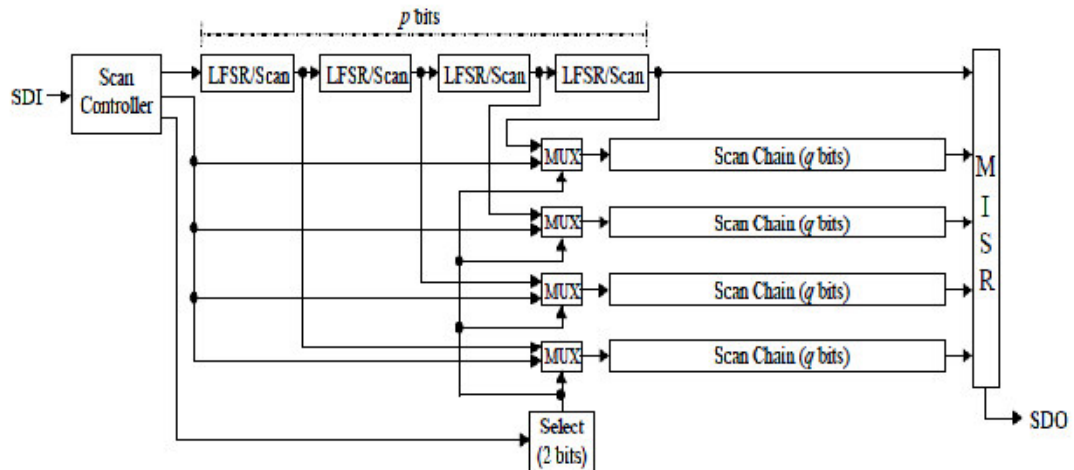 p bits
Scan
Controller
SDI
LFSR/Scan
LFSR/Scan
LFSR/Scan
LFSR/Scan
MUX
Scan Chain (q bits)
MUX
Scan Chain (q bits)
MUX
Scan Chain (q bits)
MUX
Scan Chain (q bits)
M
I
S
R
Select
(2 bits)
SDO